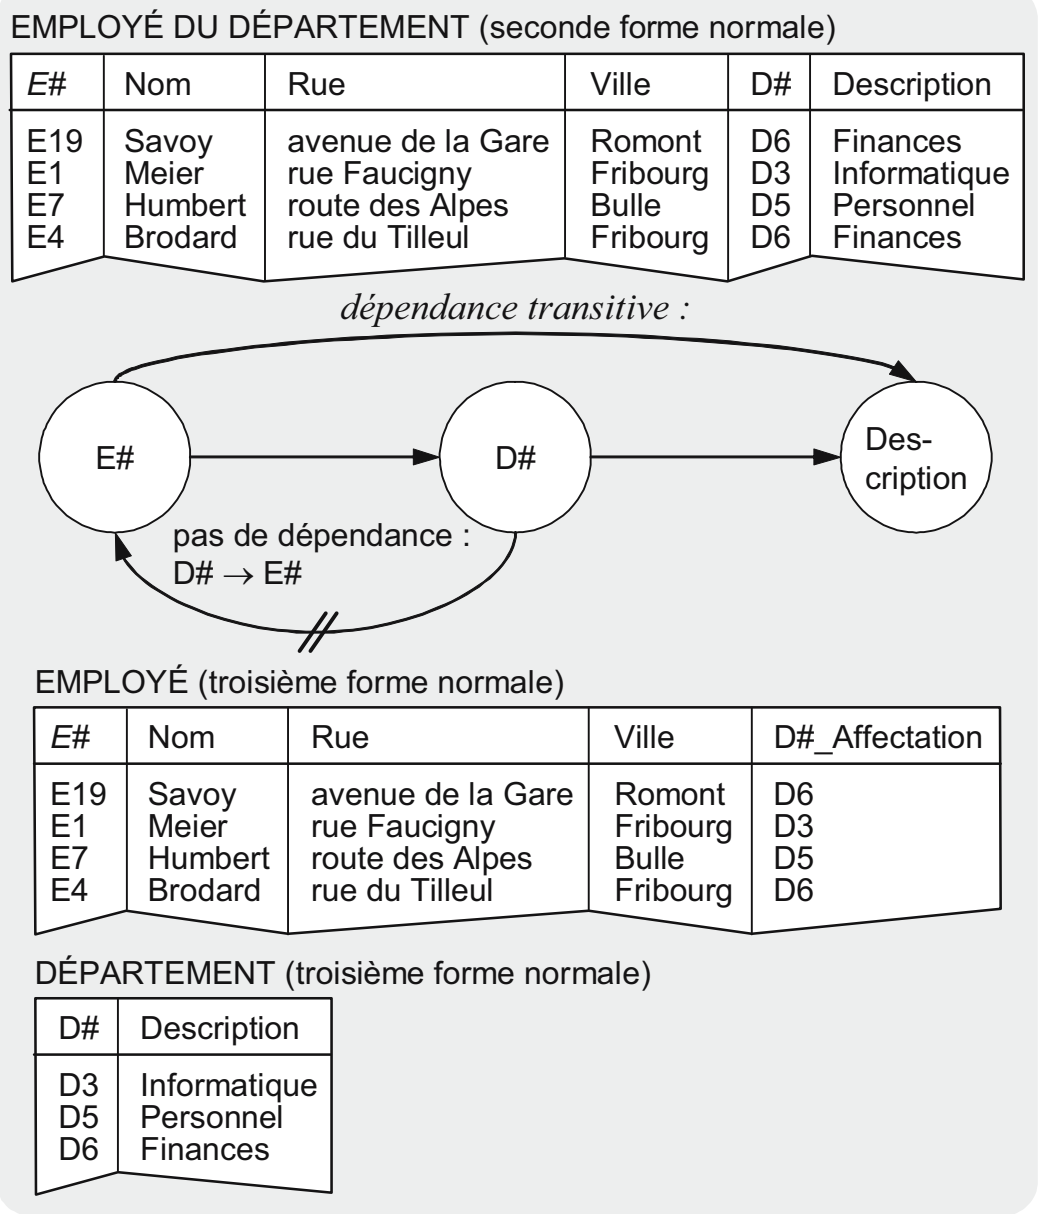 EMPLOYÉ DU DÉPARTEMENT (seconde forme normale)
E# Nom Rue Ville D# Description
E19 Savoy avenue de la Gare Romont D6 Finances
E1 Meier rue Faucigny Fribourg D3 Informatique
E7 Humbert route des Alpes Bulle D5 Personnel
E4 Brodard rue du Tilleul Fribourg D6 Finances
dépendance transitive :
E#
D#
Des-
cription
pas de dépendance :
D# → E#
EMPLOYÉ (troisième forme normale)
E# Nom Rue Ville D#_Affectation
E19 Savoy avenue de la Gare Romont D6
E1 Meier rue Faucigny Fribourg D3
E7 Humbert route des Alpes Bulle D5
E4 Brodard rue du Tilleul Fribourg D6
DÉPARTEMENT (troisième forme normale)
D# Description
D3 Informatique
D5 Personnel
D6 Finances